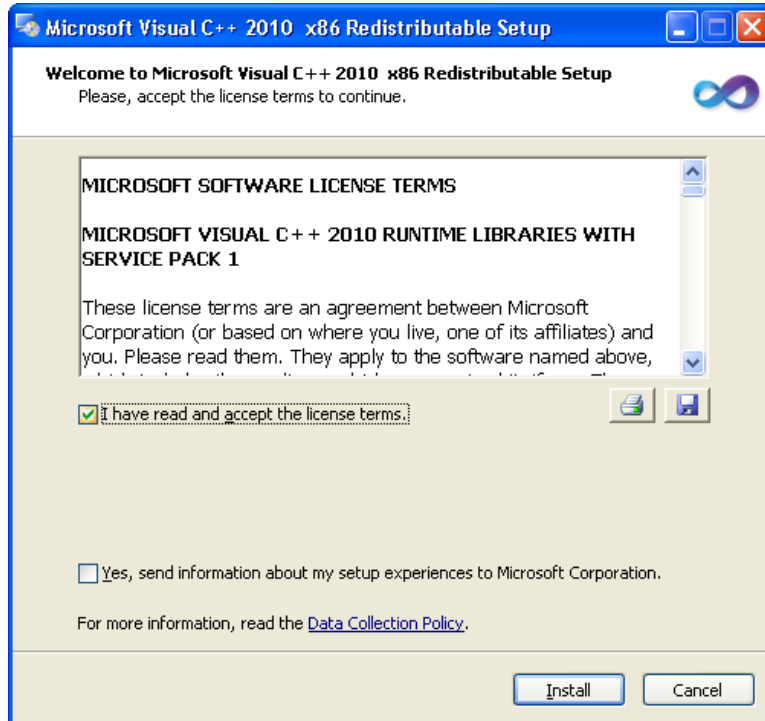 Microsoft Visual C++ 2010 x86 Redistributable Setup
Welcome to Microsoft Visual C++ 2010 x86 Redistributable Setup
Please, accept the license terms to continue.
MICROSOFT SOFTWARE LICENSE TERMS
MICROSOFT VISUAL C++ 2010 RUNTIME LIBRARIES WITH
SERVICE PACK 1
These license terms are an agreement between Microsoft
Corporation (or based on where you live, one of its affiliates) and
you. Please read them. They apply to the software named above,
I have read and accept the license terms.
Yes, send information about my setup experiences to Microsoft Corporation.
For more information, read the Data Collection Policy.
Install
Cancel